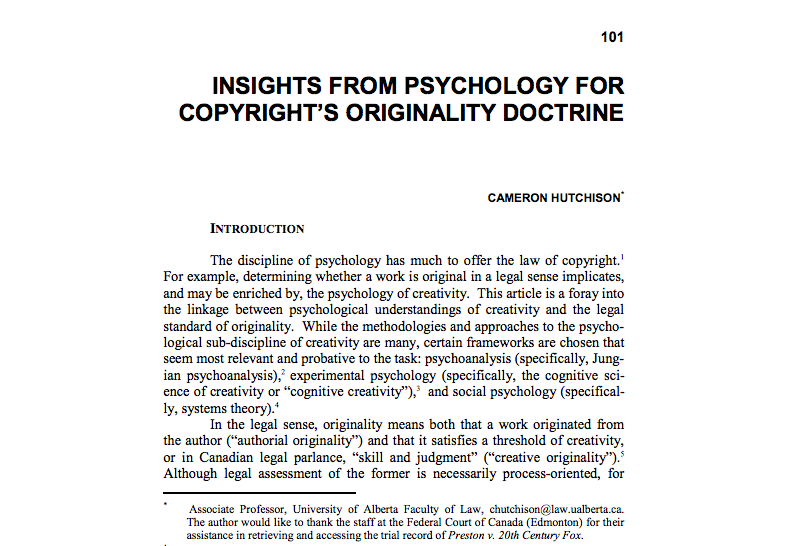 101
INSIGHTS FROM PSYCHOLOGY FOR
COPYRIGHT’S ORIGINALITY DOCTRINE
CAMERON HUTCHISON*
INTRODUCTION
The discipline of psychology has much to offer the law of copyright.1
For example, determining whether a work is original in a legal sense implicates,
and may be enriched by, the psychology of creativity. This article is a foray into
the linkage between psychological understandings of creativity and the legal
standard of originality. While the methodologies and approaches to the psycho-
logical sub-discipline of creativity are many, certain frameworks are chosen that
seem most relevant and probative to the task: psychoanalysis (specifically, Jung-
ian psychoanalysis),2 experimental psychology (specifically, the cognitive sci-
ence of creativity or “cognitive creativity”),3 and social psychology (specifical-
ly, systems theory).4
In the legal sense, originality means both that a work originated from
the author (“authorial originality”) and that it satisfies a threshold of creativity,
or in Canadian legal parlance, “skill and judgment” (“creative originality”).5
Although legal assessment of the former is necessarily process-oriented, for
* Associate Professor, University of Alberta Faculty of Law, chutchison@law.ualberta.ca.
The author would like to thank the staff at the Federal Court of Canada (Edmonton) for their
assistance in retrieving and accessing the trial record of Preston v. 20th Century Fox.